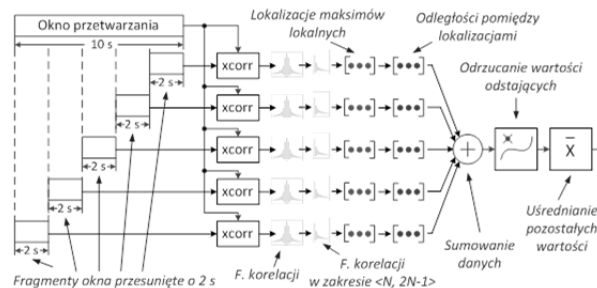 Okno przetwarzania
10 s
Lokalizacje maksimów
lokalnych
Odległości pomiędzy
lokalizacjami
Odrzucanie wartości
odstających
2 s
xcorr
2 s
xcorr
2 s
xcorr
2 s
xcorr
2 s
xcorr
X
Fragmenty okna przesunięte o 2 s
F. korelacji
F. korelacji
w zakresie <N, 2N-1>
Sumowanie
danych
Uśrednianie
pozostałych
wartości